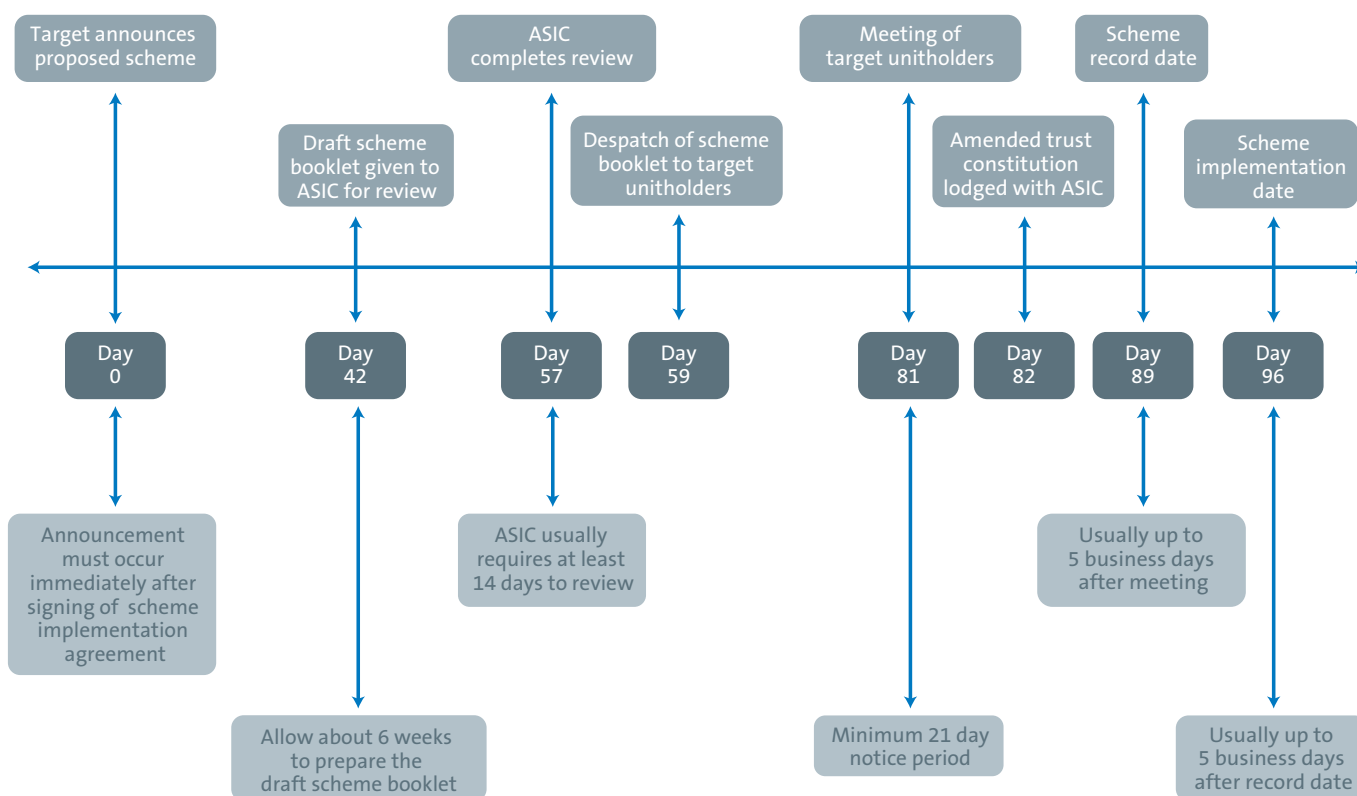 Target announces
proposed scheme
ASIC
completes review
Meeting of
target unitholders
Scheme
record date
Draft scheme
booklet given to
ASIC for review
Despatch of scheme
booklet to target
unitholders
Amended trust
constitution
lodged with ASIC
Scheme
implementation
date
Day
0
Day
42
Day
57
Day
59
Day
81
Day
82
Day
89
Day
96
Announcement
must occur
immediately after
signing of scheme
implementation
agreement
ASIC usually
requires at least
14 days to review
Usually up to
5 business days
after meeting
Allow about 6 weeks
to prepare the
draft scheme booklet
Minimum 21 day
notice period
Usually up to
5 business days
after record date